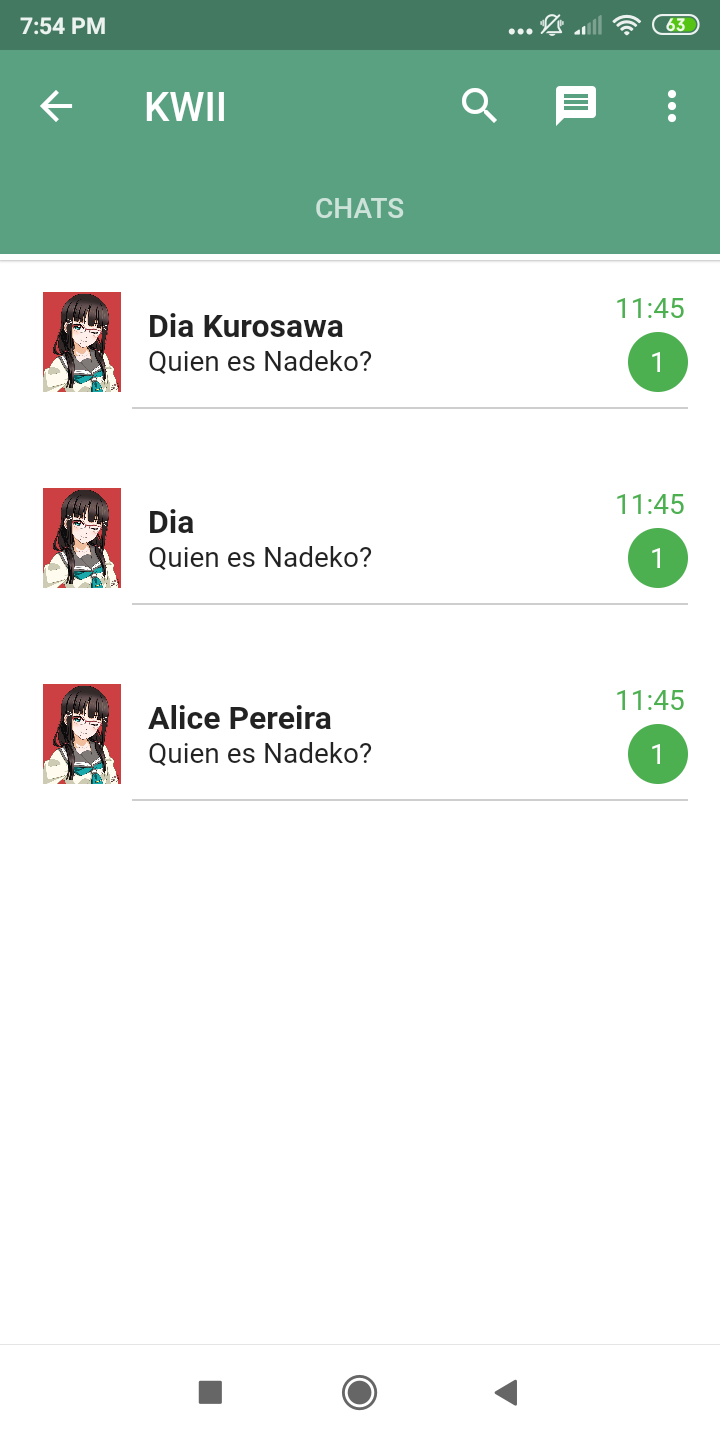 7:54 PM
63
KWII
CHATS
Dia Kurosawa
11:45
Quien es Nadeko?
1
Dia
11:45
Quien es Nadeko?
1
Alice Pereira
11:45
Quien es Nadeko?
1